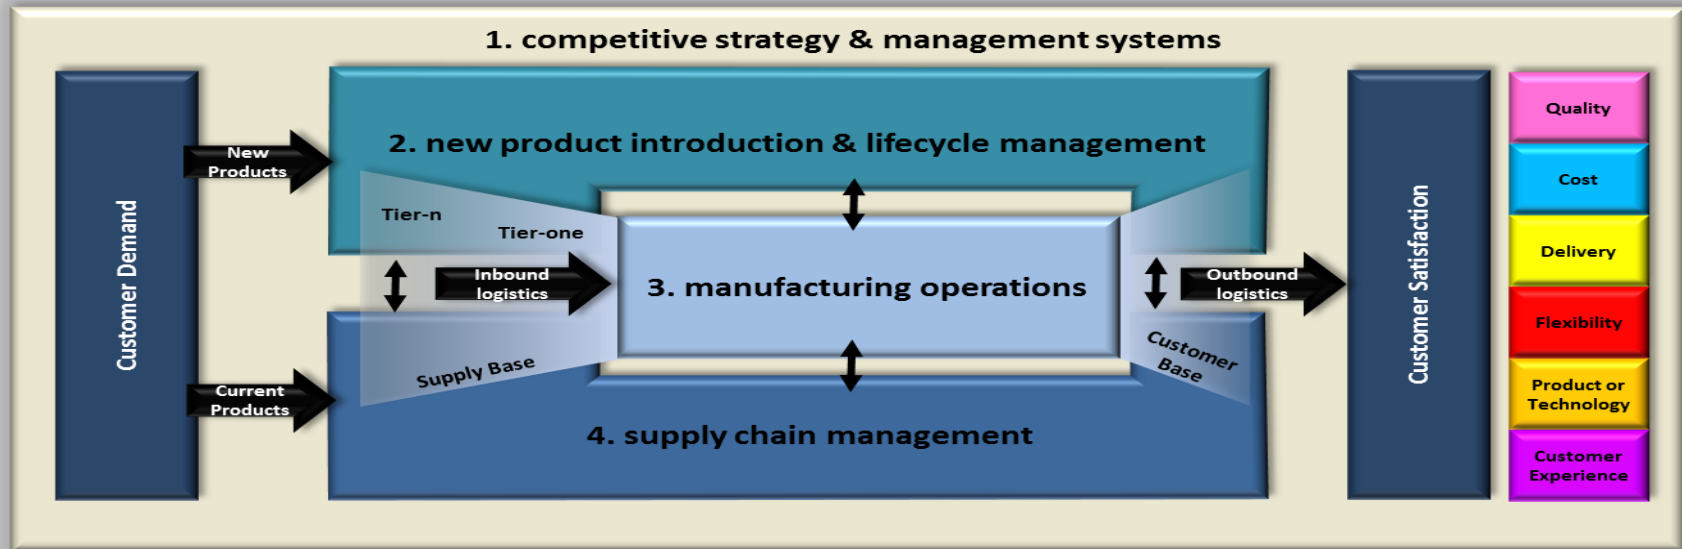 1. competitive strategy & management systems
Customer Demand
New
Products
Current
Products
2. new product introduction & lifecycle management
Tier-n
Tier-one
Inbound
logistics
Supply Base
3. manufacturing operations
Customer
Base
Outbound
logistics
4. supply chain management
Customer Satisfaction
Quality
Cost
Delivery
Flexibility
Product or
Technology
Customer
Experience